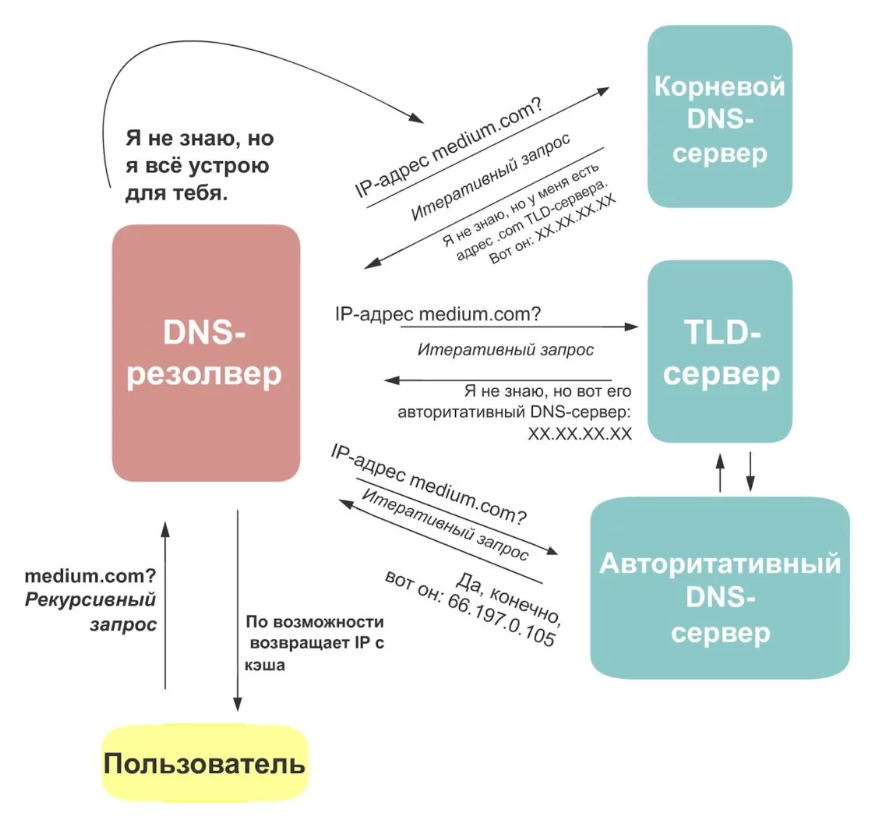 Я не знаю, но
я всё устрою
для тебя.
IP-адрес medium.com?
Итеративный запрос
Я не знаю, но у меня есть
адрес .com TLD-сервера.
Вот он: XX.XX.XX.XX
Корневой
DNS-
сервер
DNS-
резолвер
IP-адрес medium.com?
Итеративный запрос
Я не знаю, но вот его
авторитативный DNS-сервер:
XX.XX.XX.XX
TLD-
сервер
IP-адрес medium.com?
Итеративный запрос
Да, конечно,
вот он: 66.197.0.105
Авторитативный
DNS-
сервер
medium.com?
Рекурсивный
запрос
По возможности
возвращает IP с
кэша
Пользователь